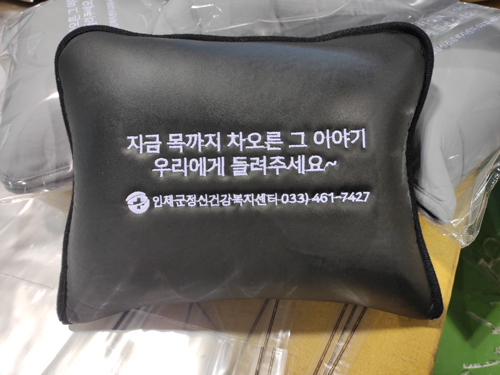 지금 목까지 차오른 그 이야기
우리에게 들려주세요~
인제군정신건강복지센터 033) 461-7427